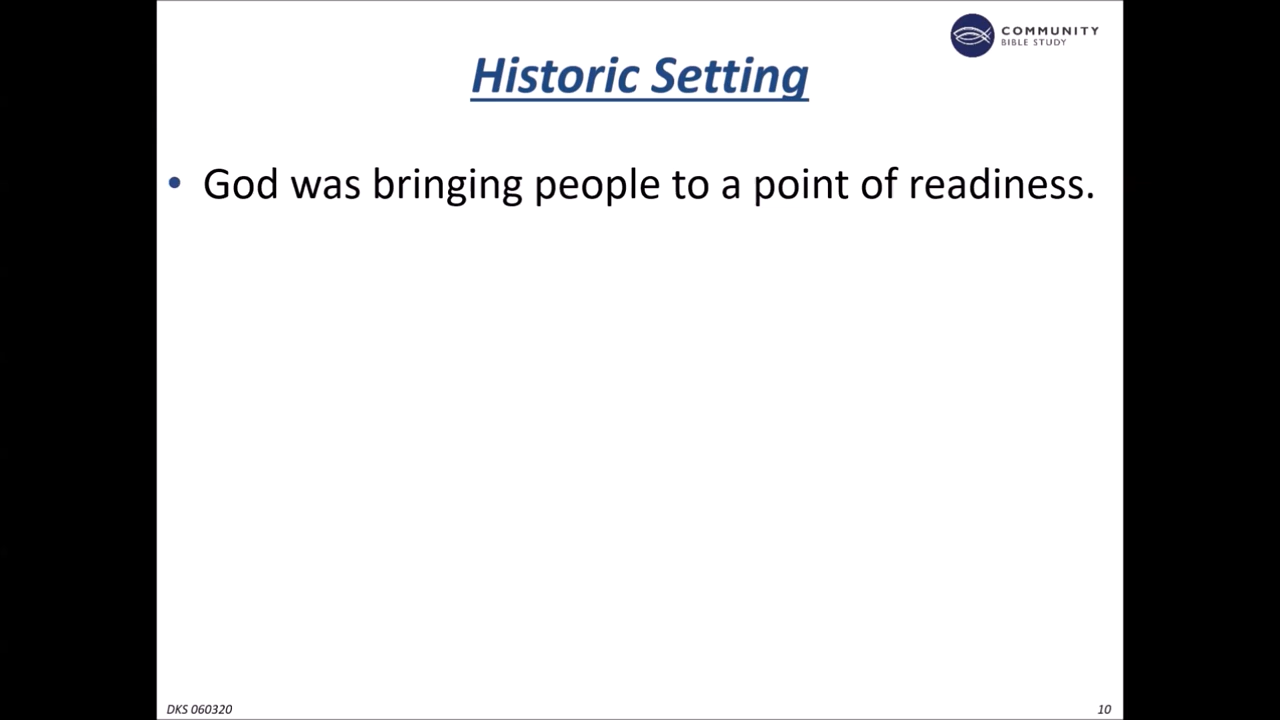 COMMUNITY
BIBLE STUDY
Historic Setting
• God was bringing people to a point of readiness.
DKS 060320
10